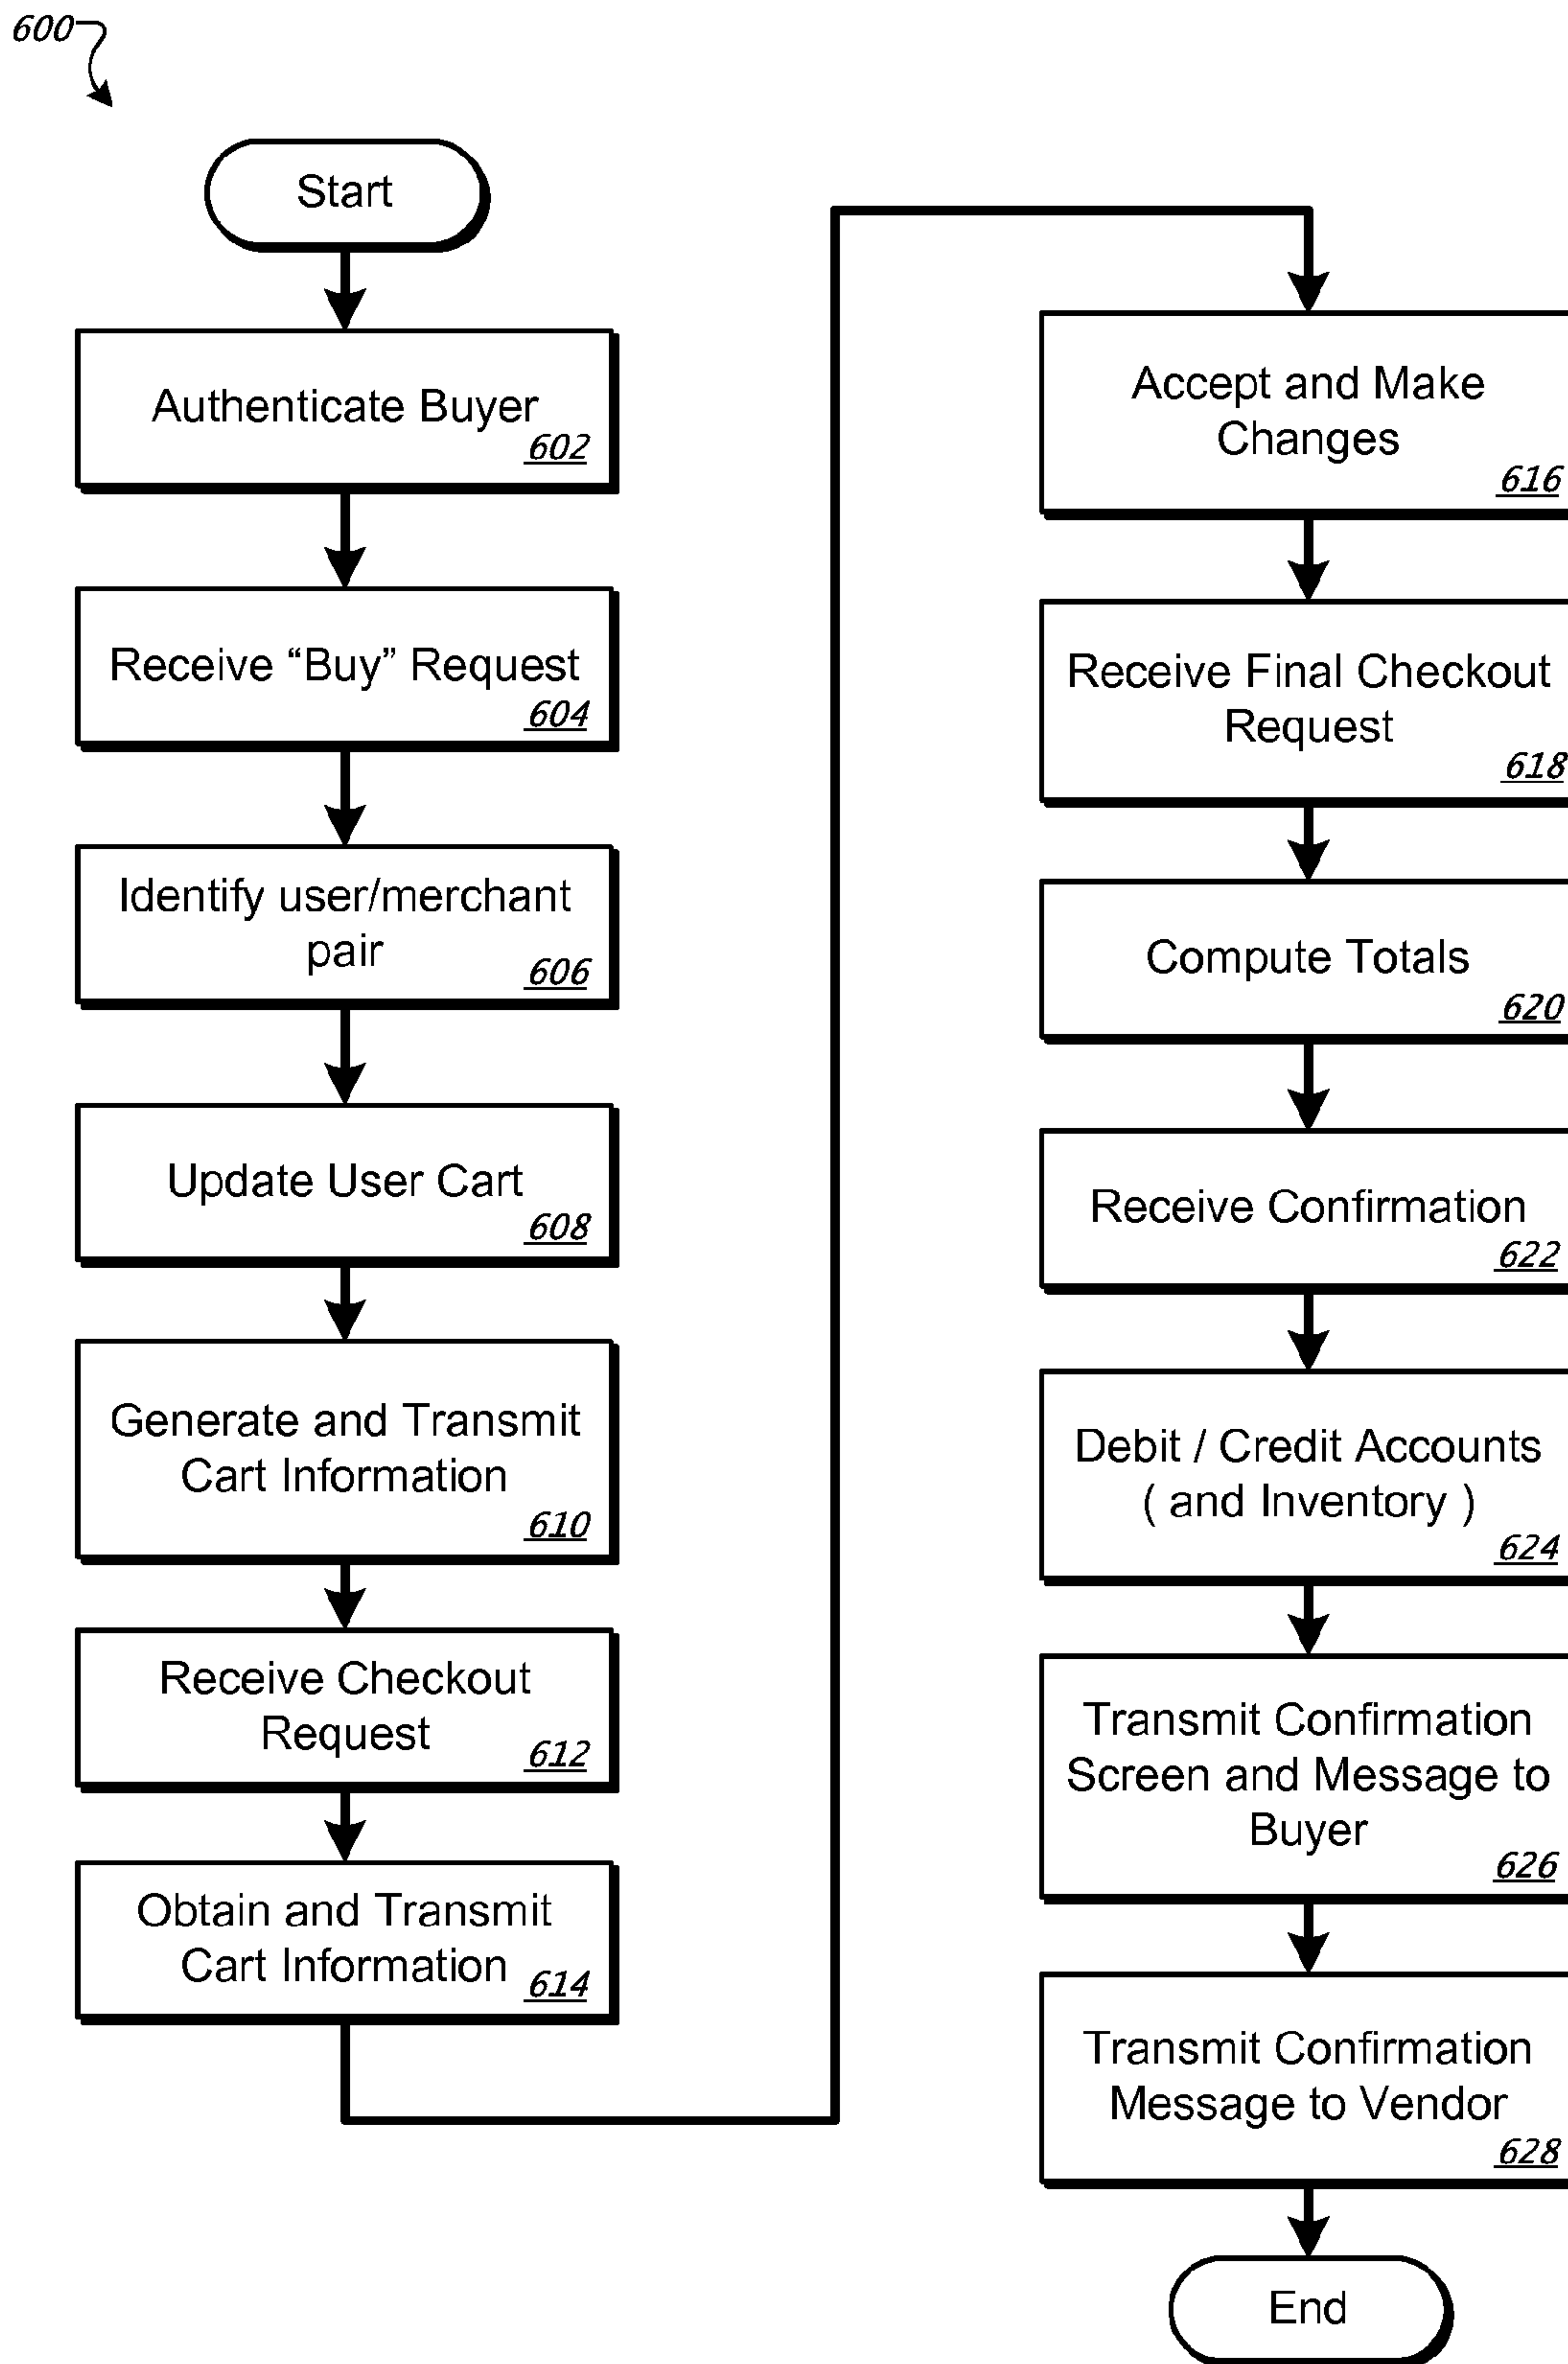 600
Start
Authenticate Buyer
602
Receive “Buy” Request
604
Identify user/merchant
pair
606
Update User Cart
608
Generate and Transmit
Cart Information
610
Receive Checkout
Request
612
Obtain and Transmit
Cart Information
614
Accept and Make
Changes
616
Receive Final Checkout
Request
618
Compute Totals
620
Receive Confirmation
622
Debit / Credit Accounts
( and Inventory )
624
Transmit Confirmation
Screen and Message to
Buyer
626
Transmit Confirmation
Message to Vendor
628
End